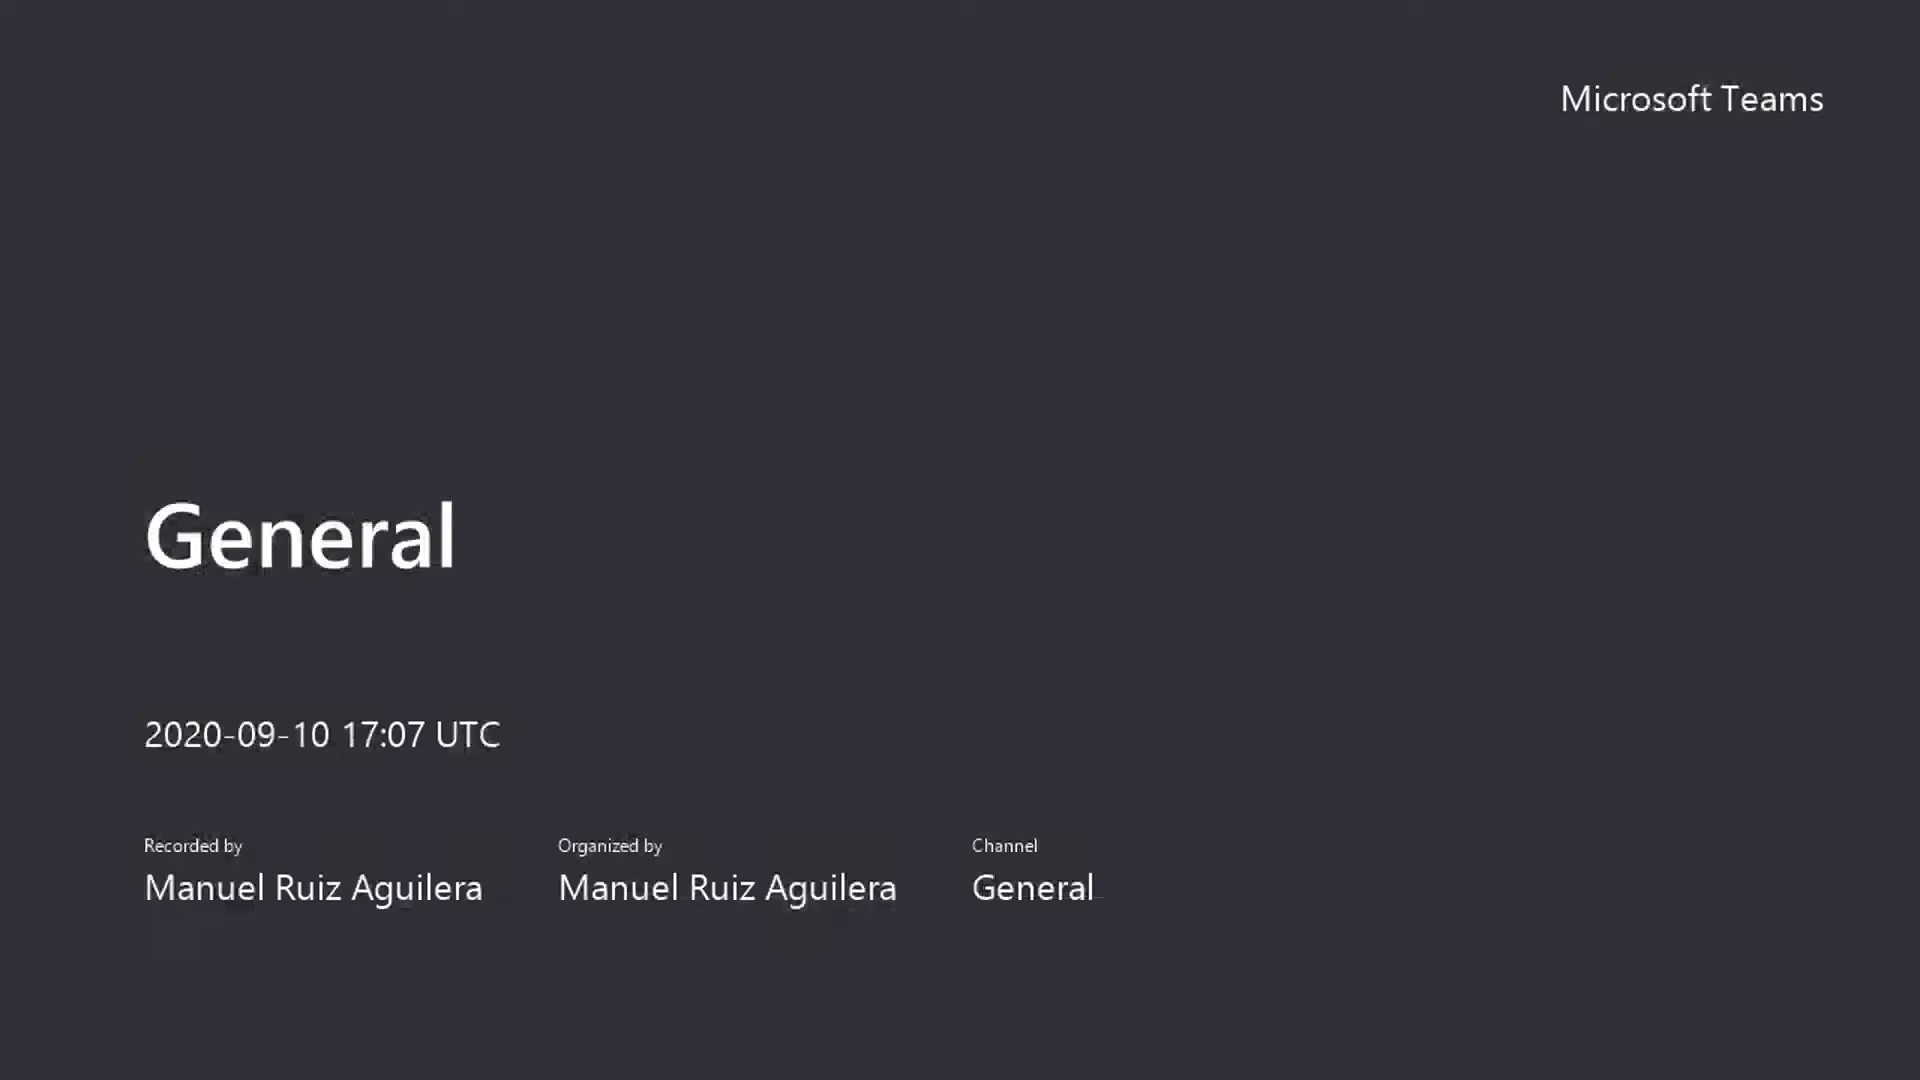 Microsoft Teams
General
2020-09-10 17:07 UTC
Recorded by
Manuel Ruiz Aguilera
Organized by
Manuel Ruiz Aguilera
Channel
General